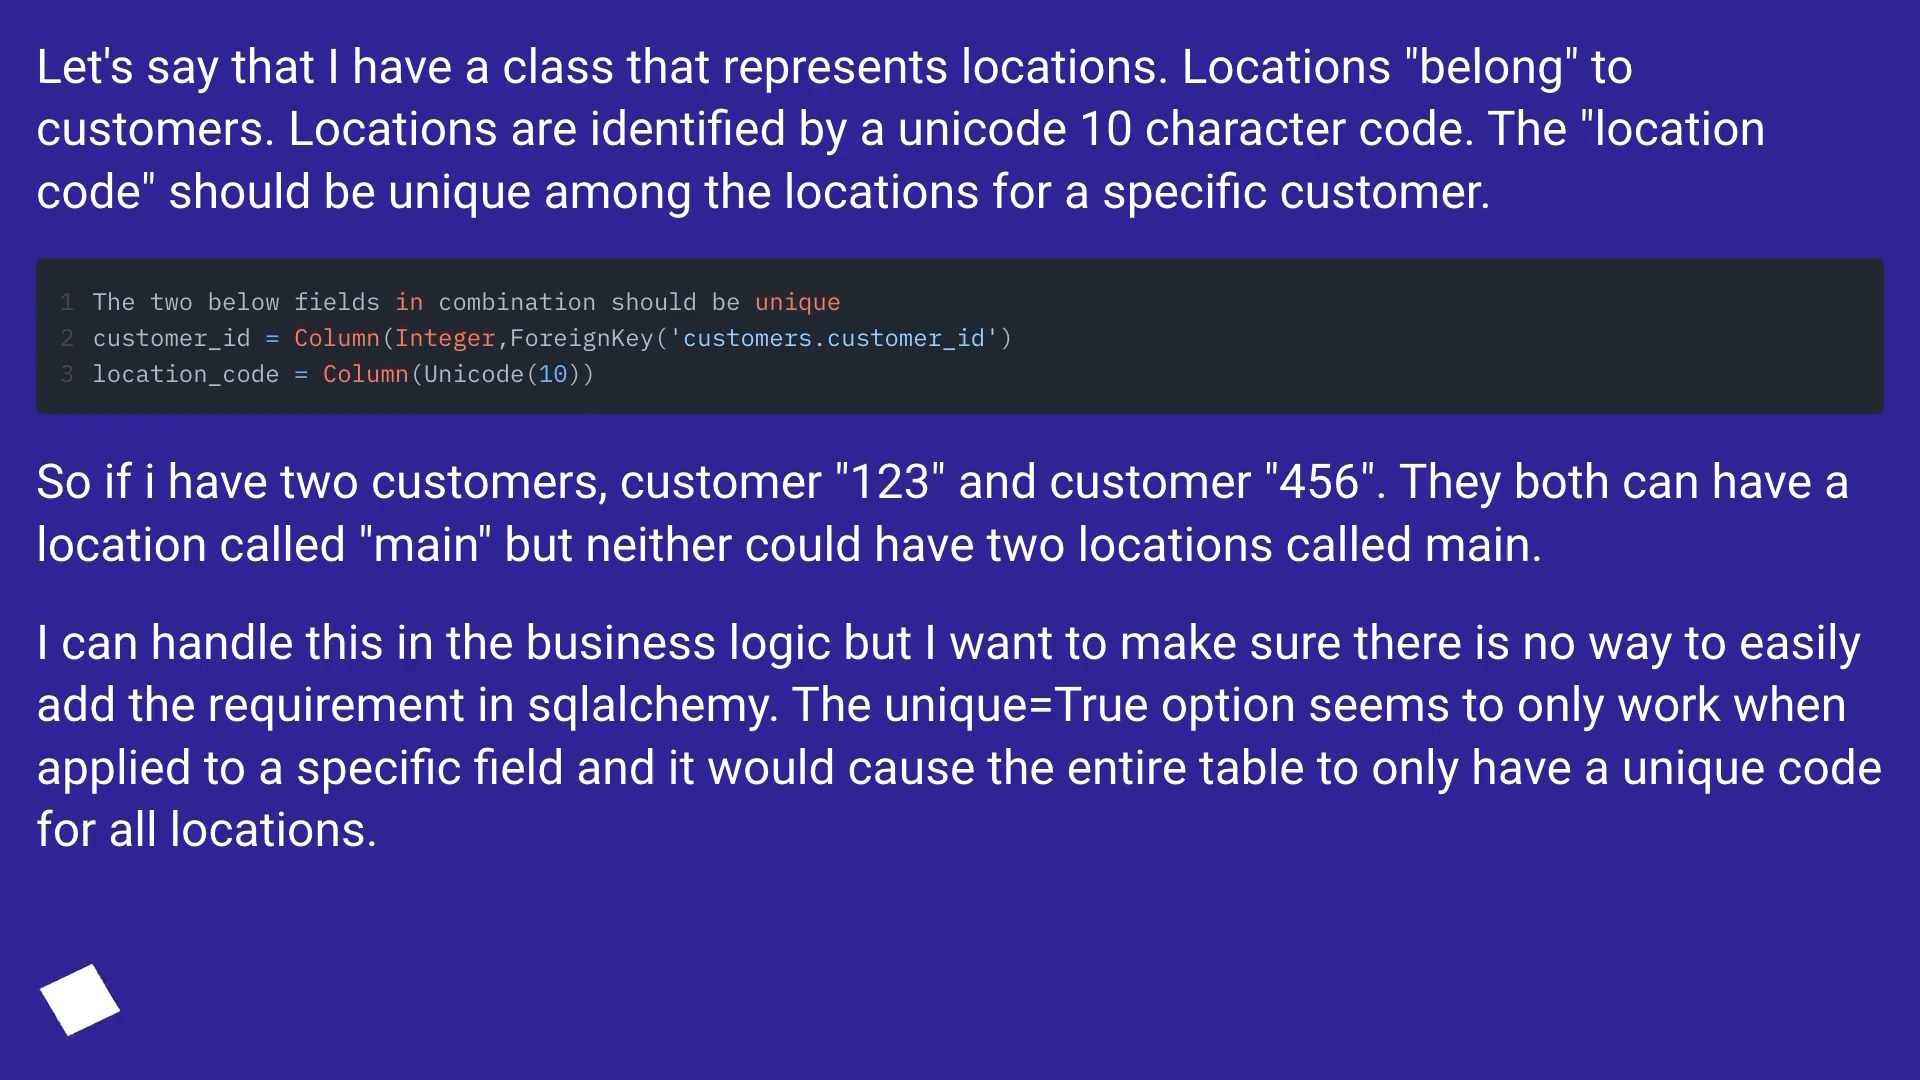 Let's say that I have a class that represents locations. Locations "belong" to
customers. Locations are identified by a unicode 10 character code. The "location
code" should be unique among the locations for a specific customer.
1 The two below fields in combination should be unique
2 customer_id = Column(Integer,ForeignKey('customers.customer_id')
3 location_code = Column(Unicode(10))
So if i have two customers, customer "123" and customer "456". They both can have a
location called "main" but neither could have two locations called main.
I can handle this in the business logic but I want to make sure there is no way to easily
add the requirement in sqlalchemy. The unique=True option seems to only work when
applied to a specific field and it would cause the entire table to only have a unique code
for all locations.